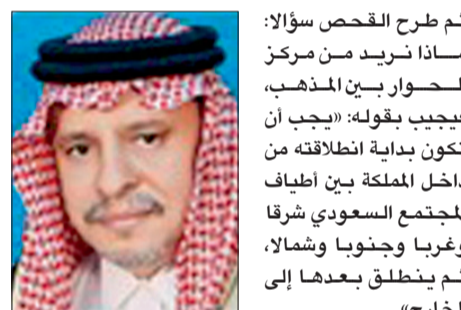 ثم طرح القحص سؤالا:
ماذا نريد من مركز
الحوار بين المذهب،
فيجيب بقوله: «يجب أن
تكون بداية انطلاقته من
داخل المملكة بين أطياف
المجتمع السعودي شرقا
وغربا وجنوبا وشمالا،
ثم ينطلق بعدها إلى